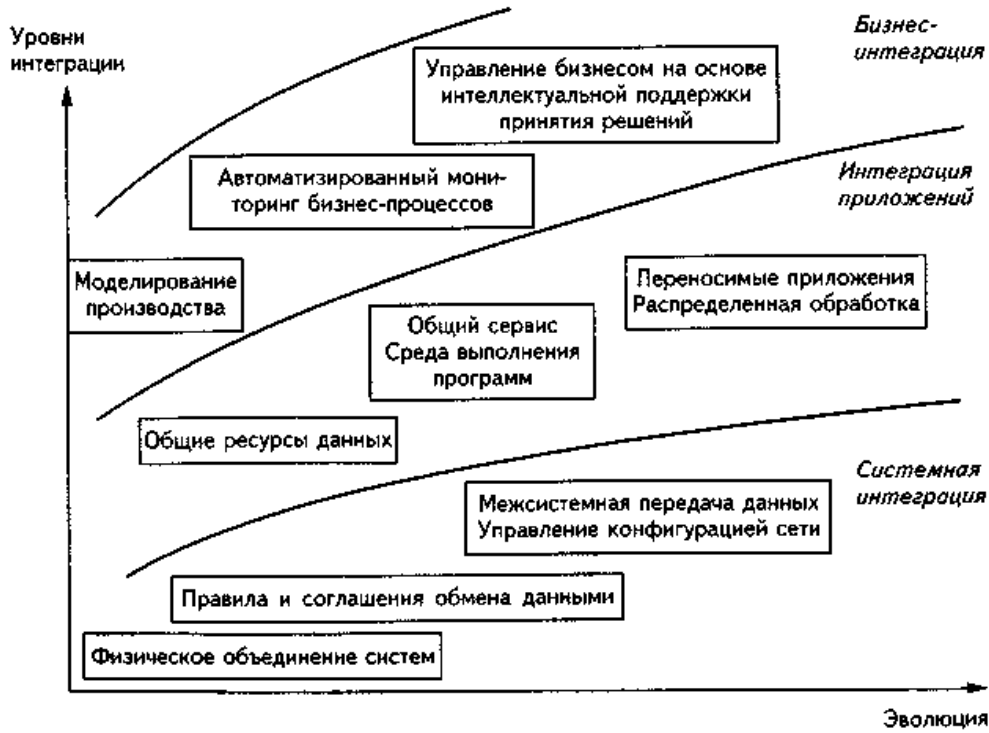 Уровни
интеграции
Бизнес-
интеграция
Управление бизнесом на основе
интеллектуальной поддержки
принятия решений
Автоматизированный мони-
торинг бизнес-процессов
Интеграция
приложений
Моделирование
производства
Переносимые приложения
Распределенная обработка
Общий сервис
Среда выполнения
программ
Общие ресурсы данных
Системная
интеграция
Межсистемная передача данных
Управление конфигурацией сети
Правила и соглашения обмена данными
Физическое объединение систем
Эволюция